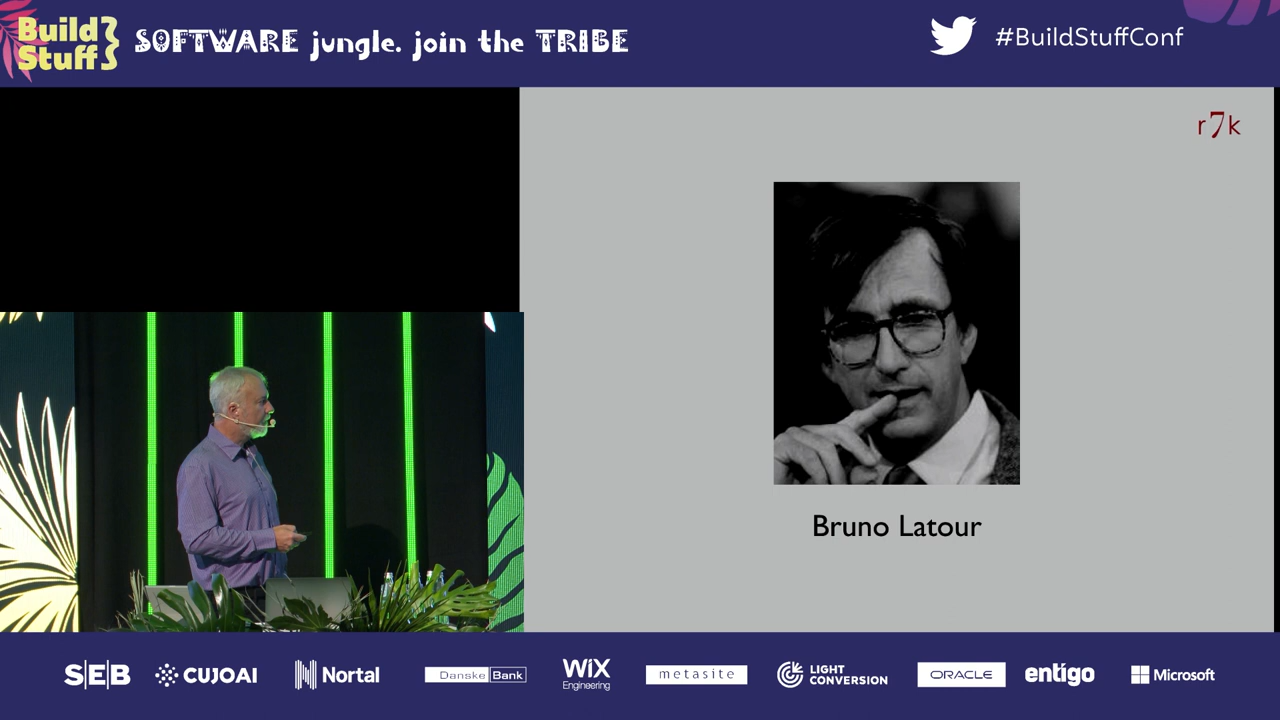 Build
Stuff
SOFTWARE jungle. join the TRIBE
#BuildStuffConf
r7k
Bruno Latour
SEB
CUJOAI
Nortal
Danske Bank
WiX
Engineering
metasite
LIGHT
CONVERSION
ORACLE
entigo
Microsoft